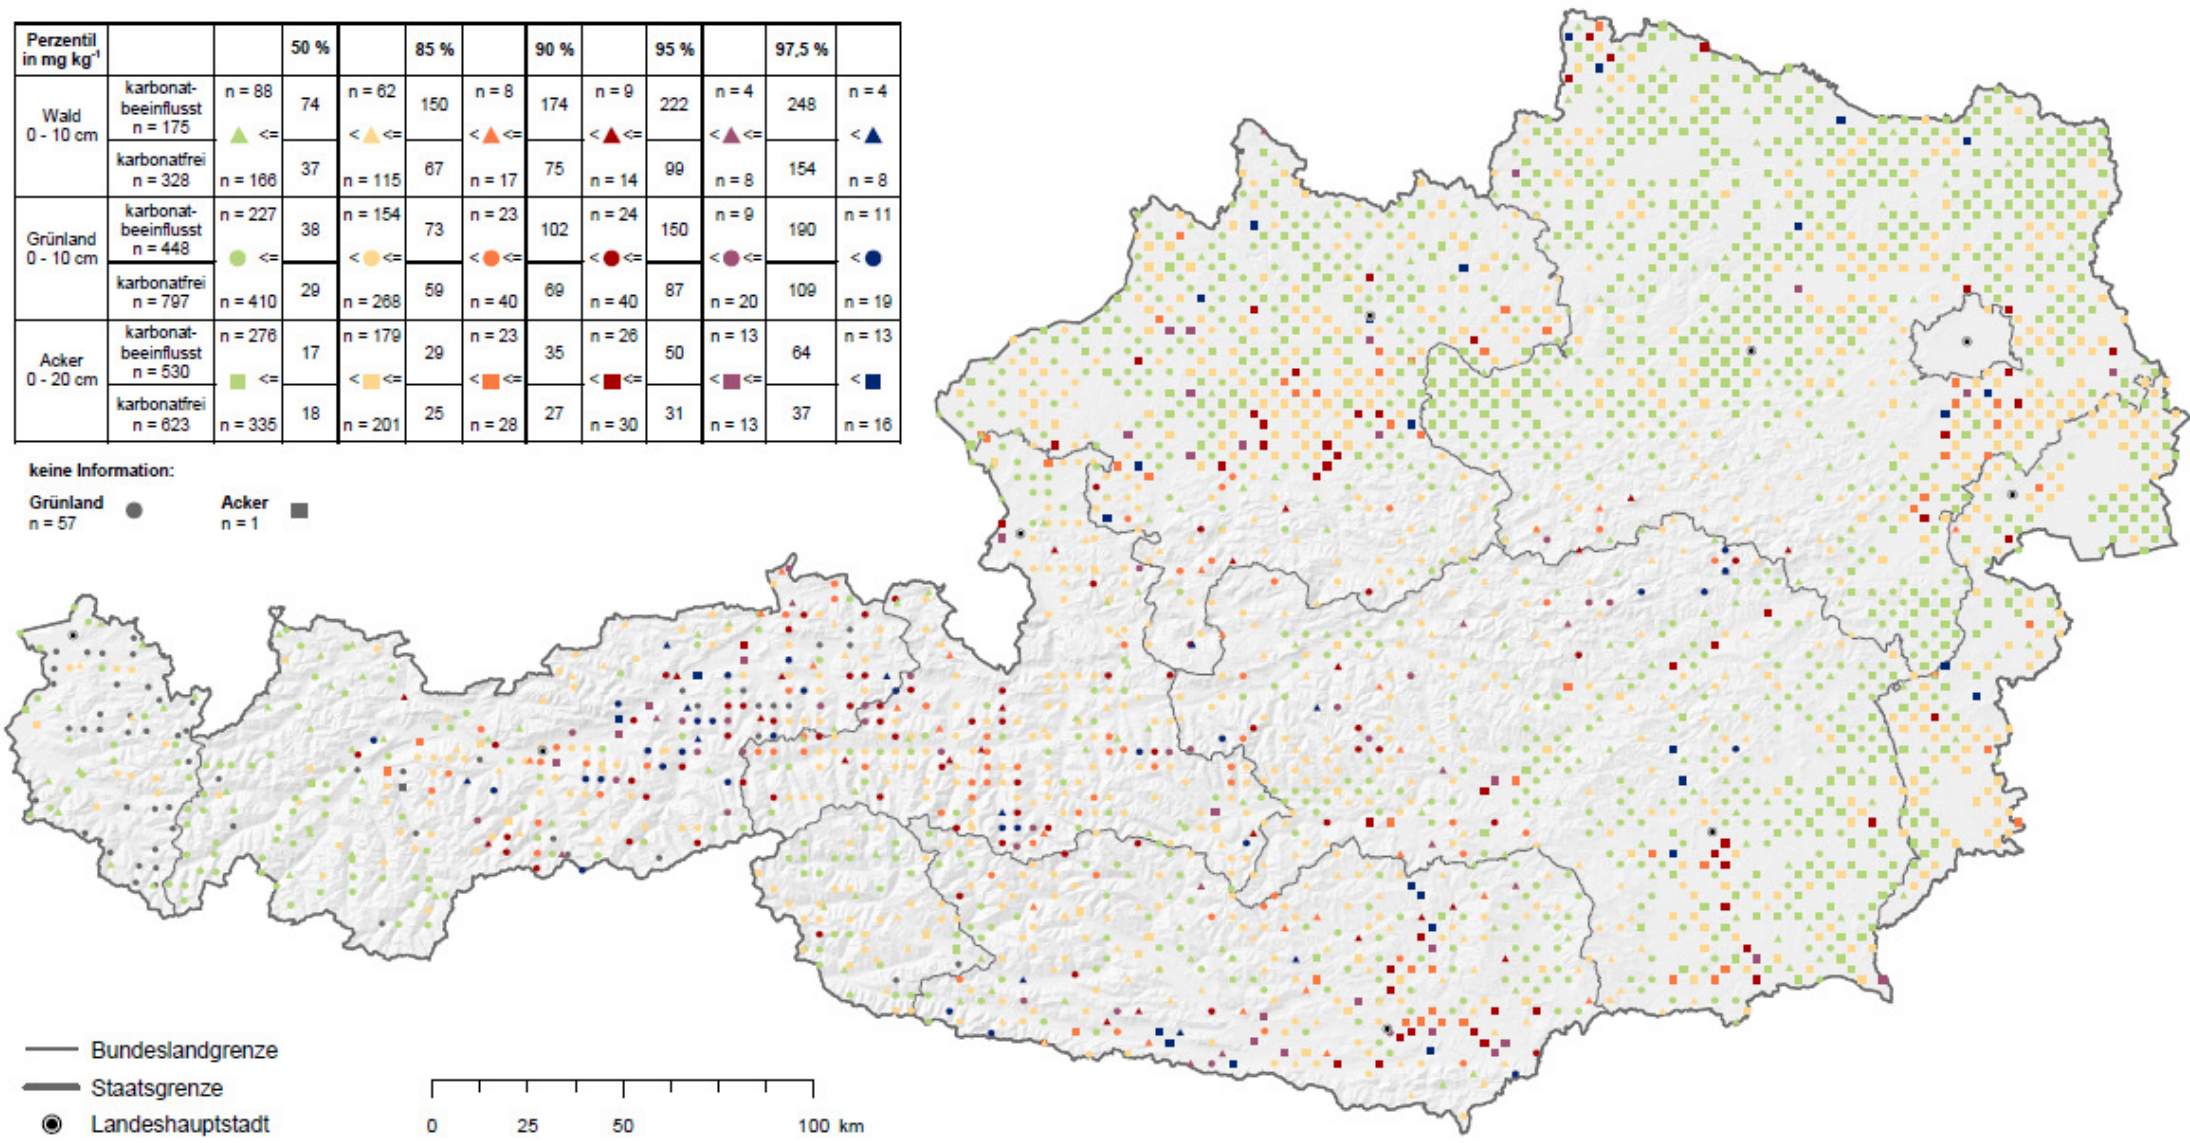 Perzentil in mg kg⁻¹ 50 % 85 % 90 % 95 % 97,5 %
Wald 0 - 10 cm
karbonat-beeinflusst n = 175 n = 88 74 n = 62 150 n = 8 174 n = 9 222 n = 4 248 n = 4
<= < <= < <= < <= < <= <
karbonatfrei n = 328 n = 166 37 n = 115 67 n = 17 75 n = 14 99 n = 8 154 n = 8
Grünland 0 - 10 cm
karbonat-beeinflusst n = 448 n = 227 38 n = 154 73 n = 23 102 n = 24 150 n = 9 190 n = 11
<= < <= < <= < <= < <= <
karbonatfrei n = 797 n = 410 29 n = 268 59 n = 40 69 n = 40 87 n = 20 109 n = 19
Acker 0 - 20 cm
karbonat-beeinflusst n = 530 n = 276 17 n = 179 29 n = 23 35 n = 26 50 n = 13 64 n = 13
<= < <= < <= < <= < <= <
karbonatfrei n = 623 n = 335 18 n = 201 25 n = 28 27 n = 30 31 n = 13 37 n = 16
keine Information:
Grünland Acker
n = 57 n = 1
Bundeslandgrenze
Staatsgrenze
Landeshauptstadt
0 25 50 100 km